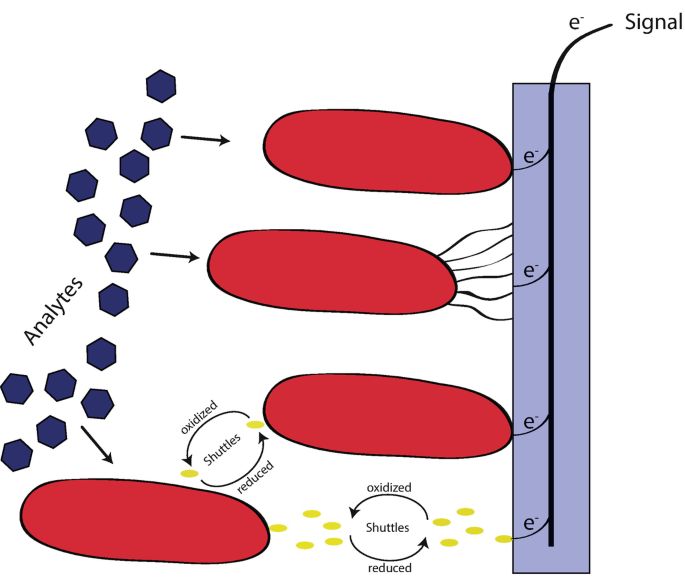 e-
Signal
e-
e-
Analytes
oxidized
Shuttles
reduced
e-
oxidized
Shuttles
reduced
e-